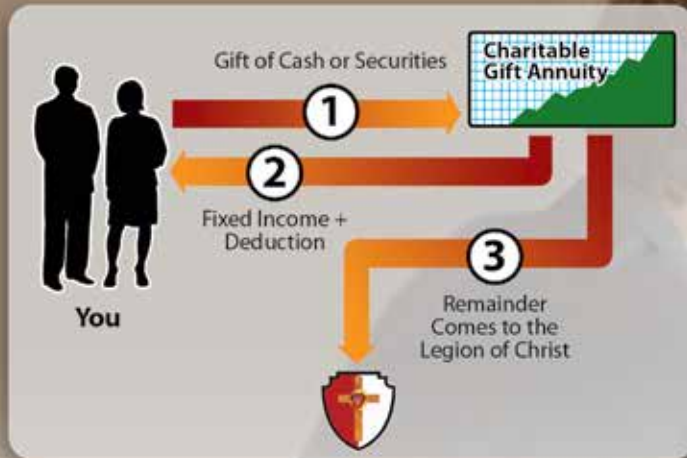 Gift of Cash or Securities
Charitable
Gift Annuity
1
2
Fixed Income +
Deduction
3
Remainder
Comes to the
Legion of Christ
You